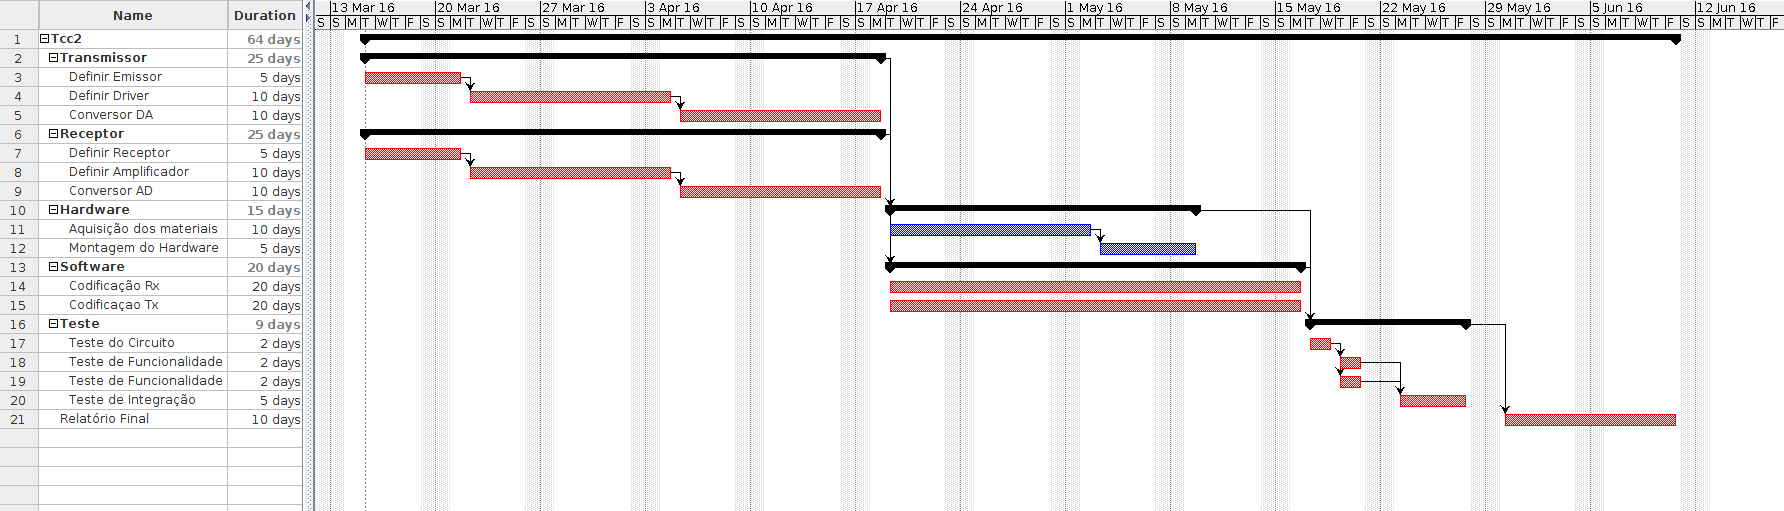 Name Duration 13 Mar 16 20 Mar 16 27 Mar 16 3 Apr 16 10 Apr 16 17 Apr 16 24 Apr 16 1 May 16 8 May 16 15 May 16 22 May 16 29 May 16 5 Jun 16 12 Jun 16
S S M T W T F S S M T W T F S S M T W T F S S M T W T F S S M T W T F S S M T W T F S S M T W T F S S M T W T F S S M T W T F S S M T W T F S S M T W T F S S M T W T F S S M T W T F S S M T W T F
1 Tcc2 64 days
2 Transmissor 25 days
3 Definir Emissor 5 days
4 Definir Driver 10 days
5 Conversor DA 10 days
6 Receptor 25 days
7 Definir Receptor 5 days
8 Definir Amplificador 10 days
9 Conversor AD 10 days
10 Hardware 15 days
11 Aquisição dos materiais 10 days
12 Montagem do Hardware 5 days
13 Software 20 days
14 Codificação Rx 20 days
15 Codificaçao Tx 20 days
16 Teste 9 days
17 Teste do Circuito 2 days
18 Teste de Funcionalidade 2 days
19 Teste de Funcionalidade 2 days
20 Teste de Integração 5 days
21 Relatório Final 10 days